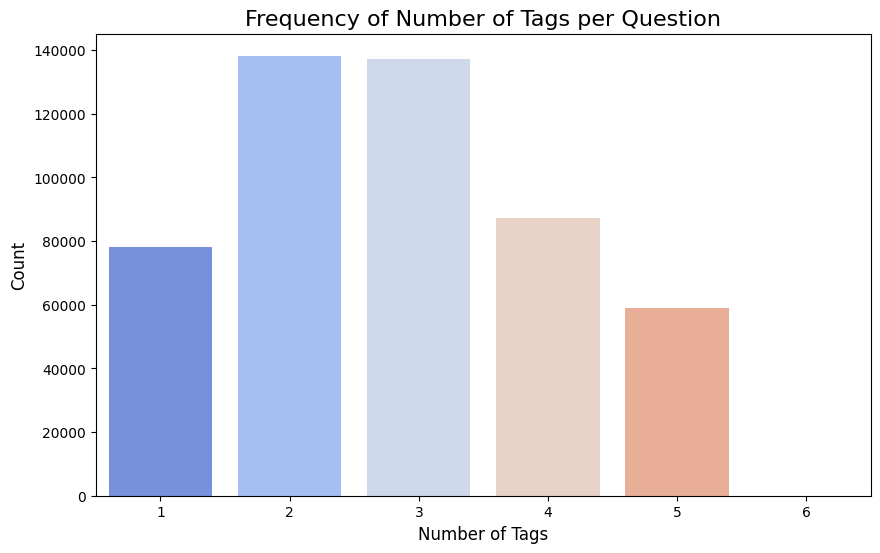 Frequency of Number of Tags per Question
140000
120000
100000
80000
60000
40000
20000
0
Count
1 2 3 4 5 6
Number of Tags